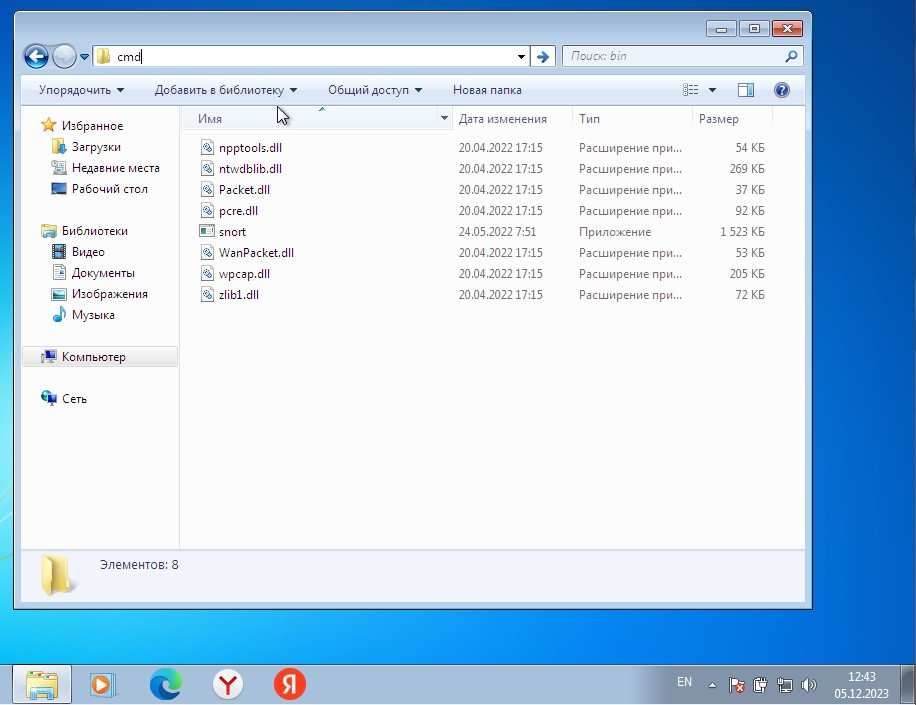 cmd
Поиск: bin
Упорядочить Добавить в библиотеку Общий доступ Новая папка
Имя Дата изменения Тип Размер
Избранное
Загрузки
Недавние места
Рабочий стол
Библиотеки
Видео
Документы
Изображения
Музыка
Компьютер
Сеть
npptools.dll 20.04.2022 17:15 Расширение при... 54 КБ
ntwdblib.dll 20.04.2022 17:15 Расширение при... 269 КБ
Packet.dll 20.04.2022 17:15 Расширение при... 37 КБ
pcre.dll 20.04.2022 17:15 Расширение при... 92 КБ
snort 24.05.2022 7:51 Приложение 1 523 КБ
WanPacket.dll 20.04.2022 17:15 Расширение при... 53 КБ
wpcap.dll 20.04.2022 17:15 Расширение при... 205 КБ
zlib1.dll 20.04.2022 17:15 Расширение при... 72 КБ
Элементов: 8
EN
12:43
05.12.2023